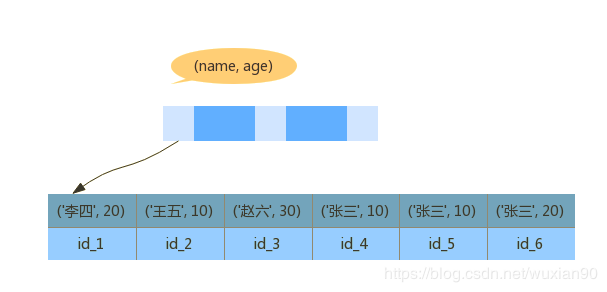 (name, age)
('李四', 20) ('王五', 10) ('赵六', 30) ('张三', 10) ('张三', 10) ('张三', 20)
id_1 id_2 id_3 id_4 id_5 id_6
https://blog.csdn.net/wuxian90